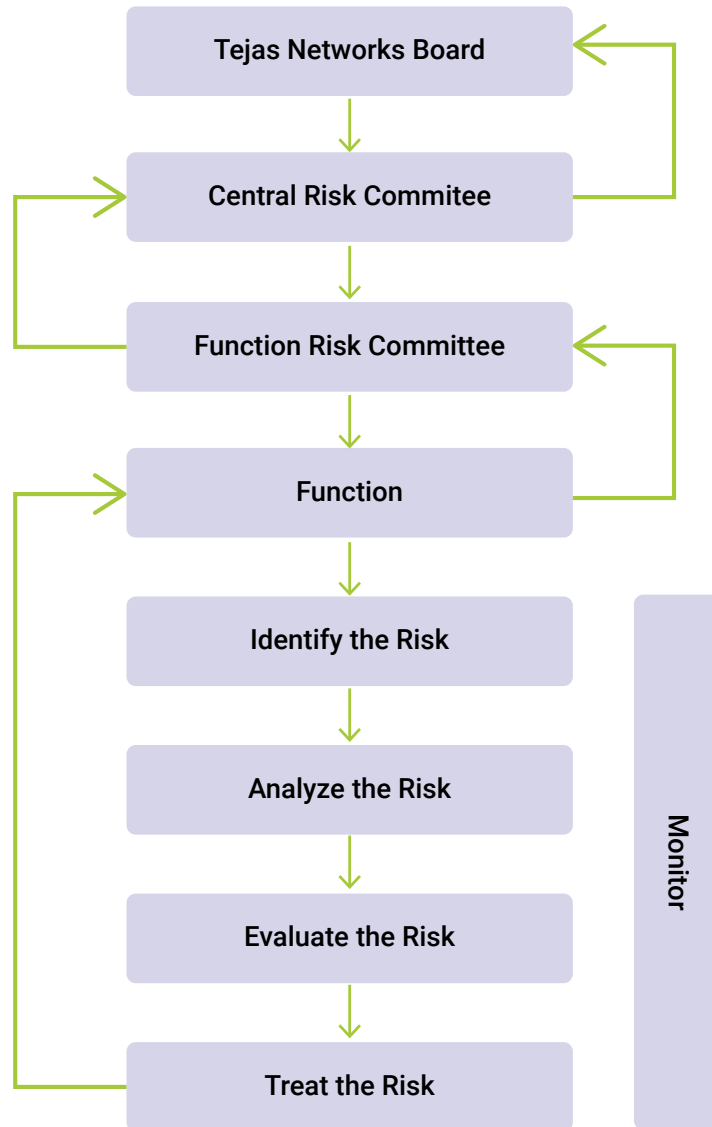 Tejas Networks Board
Central Risk Commitee
Function Risk Committee
Function
Identify the Risk
Analyze the Risk
Evaluate the Risk
Treat the Risk
Monitor